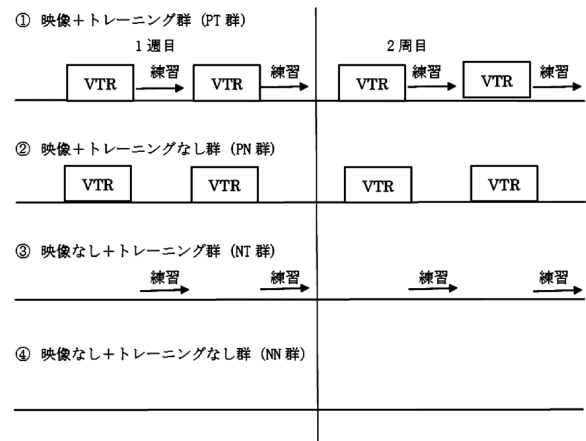 ① 映像＋トレーニング群 (PT 群)
1 週目 2 周目
VTR 練習 VTR 練習 VTR 練習 VTR 練習
② 映像＋トレーニングなし群 (PN 群)
VTR VTR VTR VTR
③ 映像なし＋トレーニング群 (NT 群)
練習 練習 練習 練習
④ 映像なし＋トレーニングなし群 (NN 群)